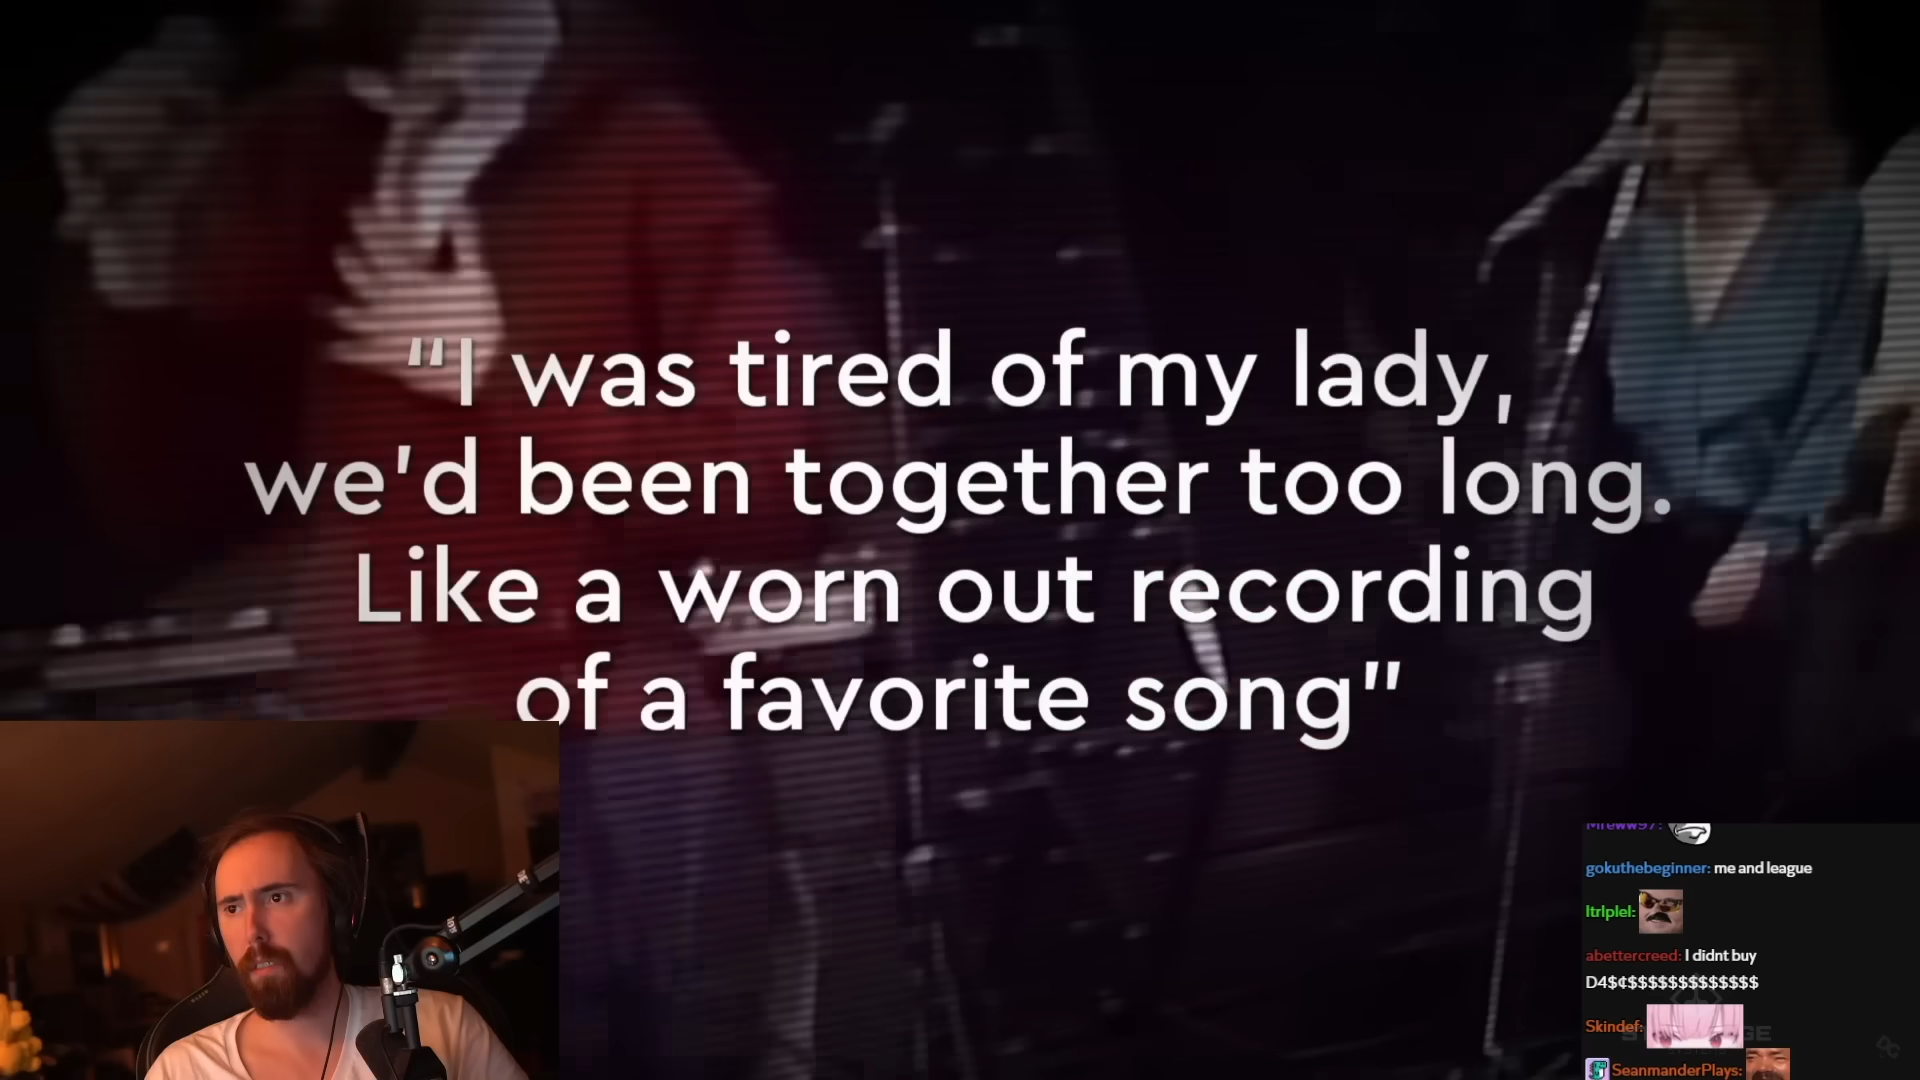 “I was tired of my lady,
we'd been together too long.
Like a worn out recording
of a favorite song”
Mreww97:
gokuthebeginner: me and league
ltrlplel:
abettercreed: I didnt buy
D4$¢$$$$$$$$$$$$$
Skindef:
SeanmanderPlays: